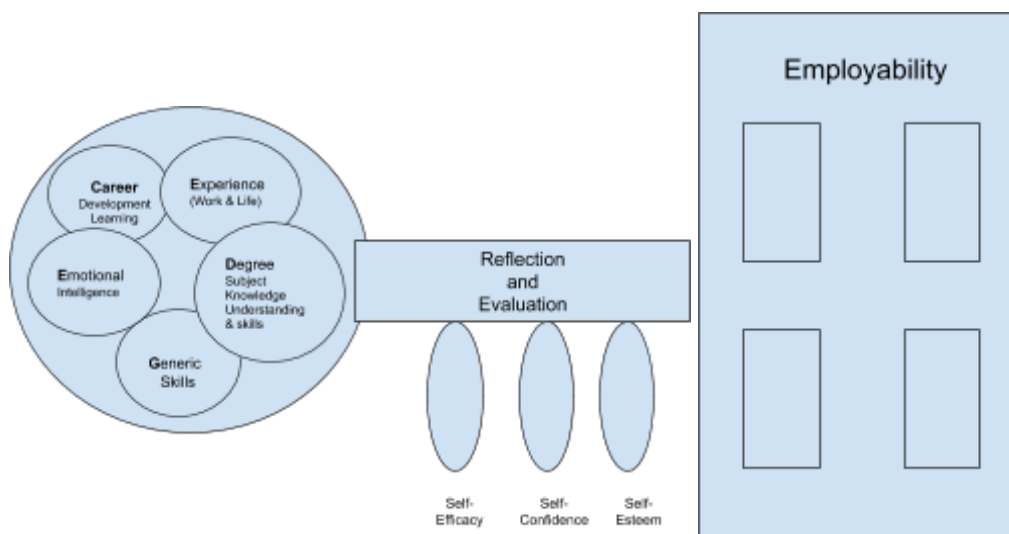 Employability
Career
Development
Learning
Experience
(Work & Life)
Emotional
Intelligence
Degree
Subject
Knowledge
Understanding
& skills
Generic
Skills
Reflection
and
Evaluation
Self-
Efficacy
Self-
Confidence
Self-
Esteem